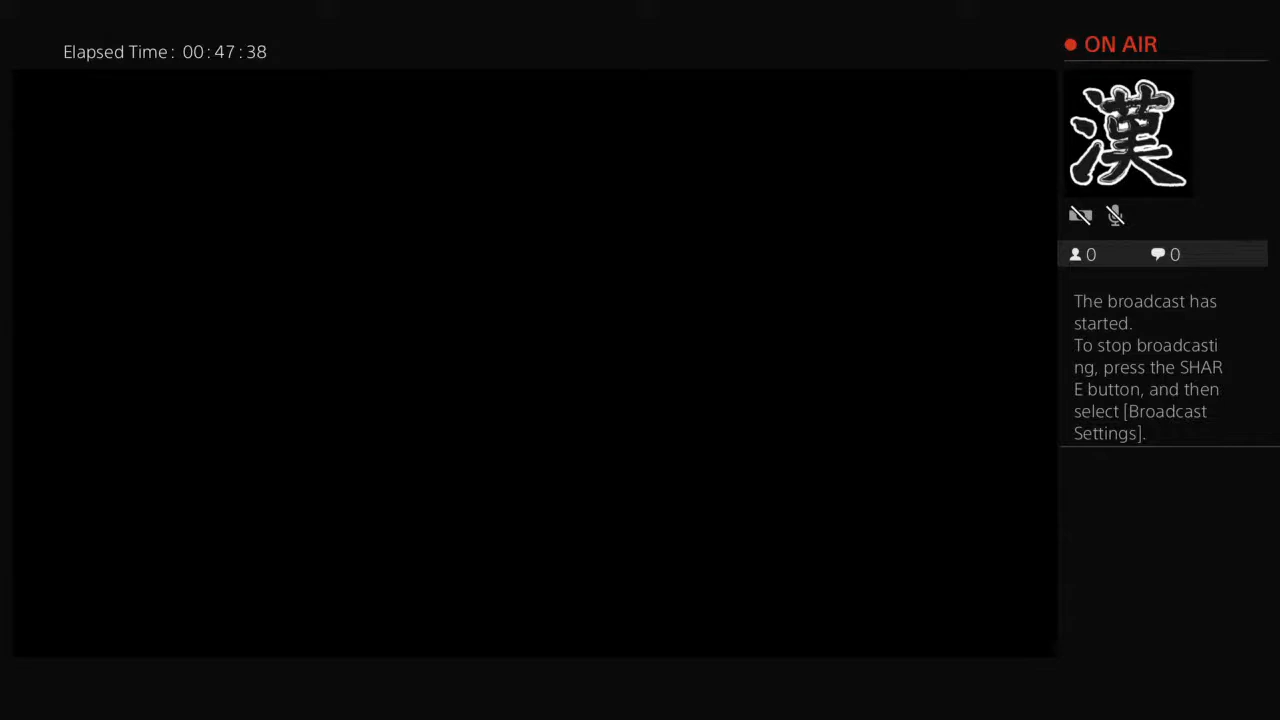 Elapsed Time: 00:47:38
ON AIR
漢
0 0
The broadcast has
started.
To stop broadcasti
ng, press the SHAR
E button, and then
select [Broadcast
Settings].